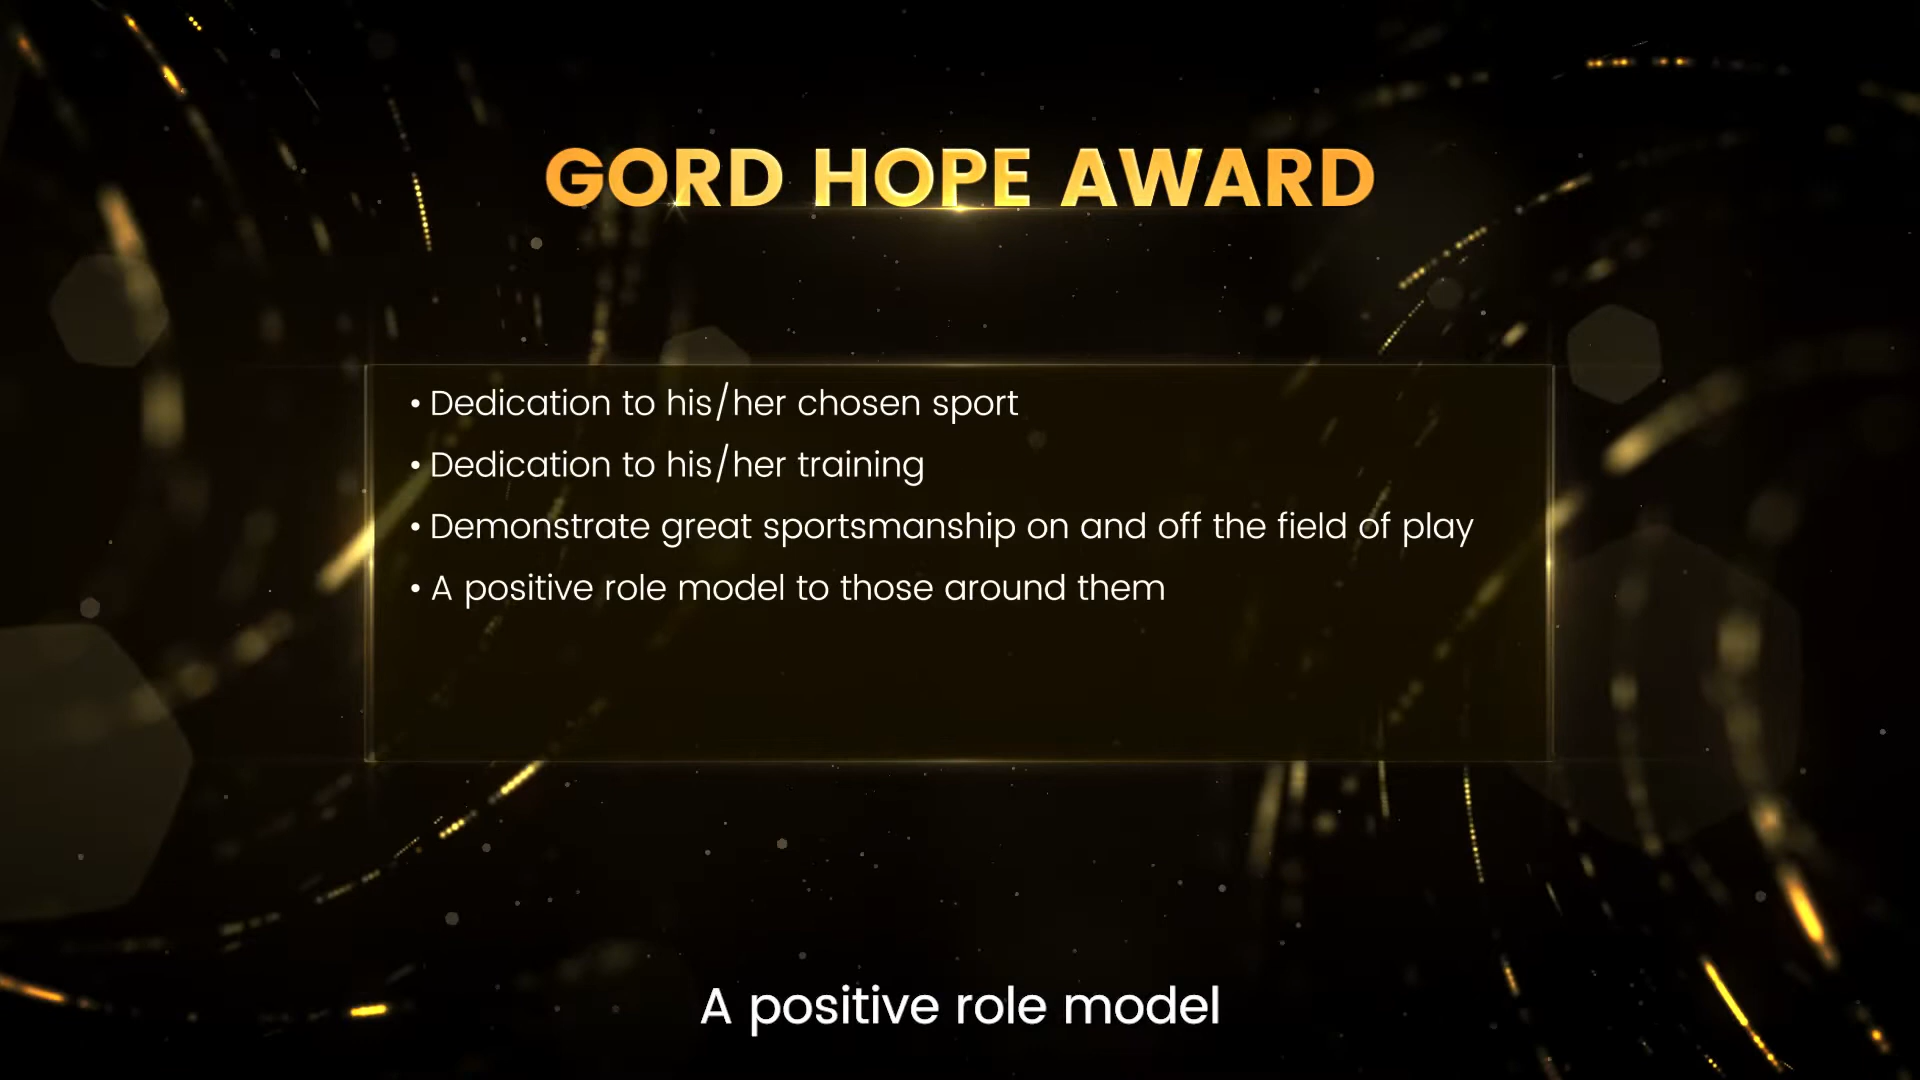 GORD HOPE AWARD
• Dedication to his/her chosen sport
• Dedication to his/her training
• Demonstrate great sportsmanship on and off the field of play
• A positive role model to those around them
A positive role model